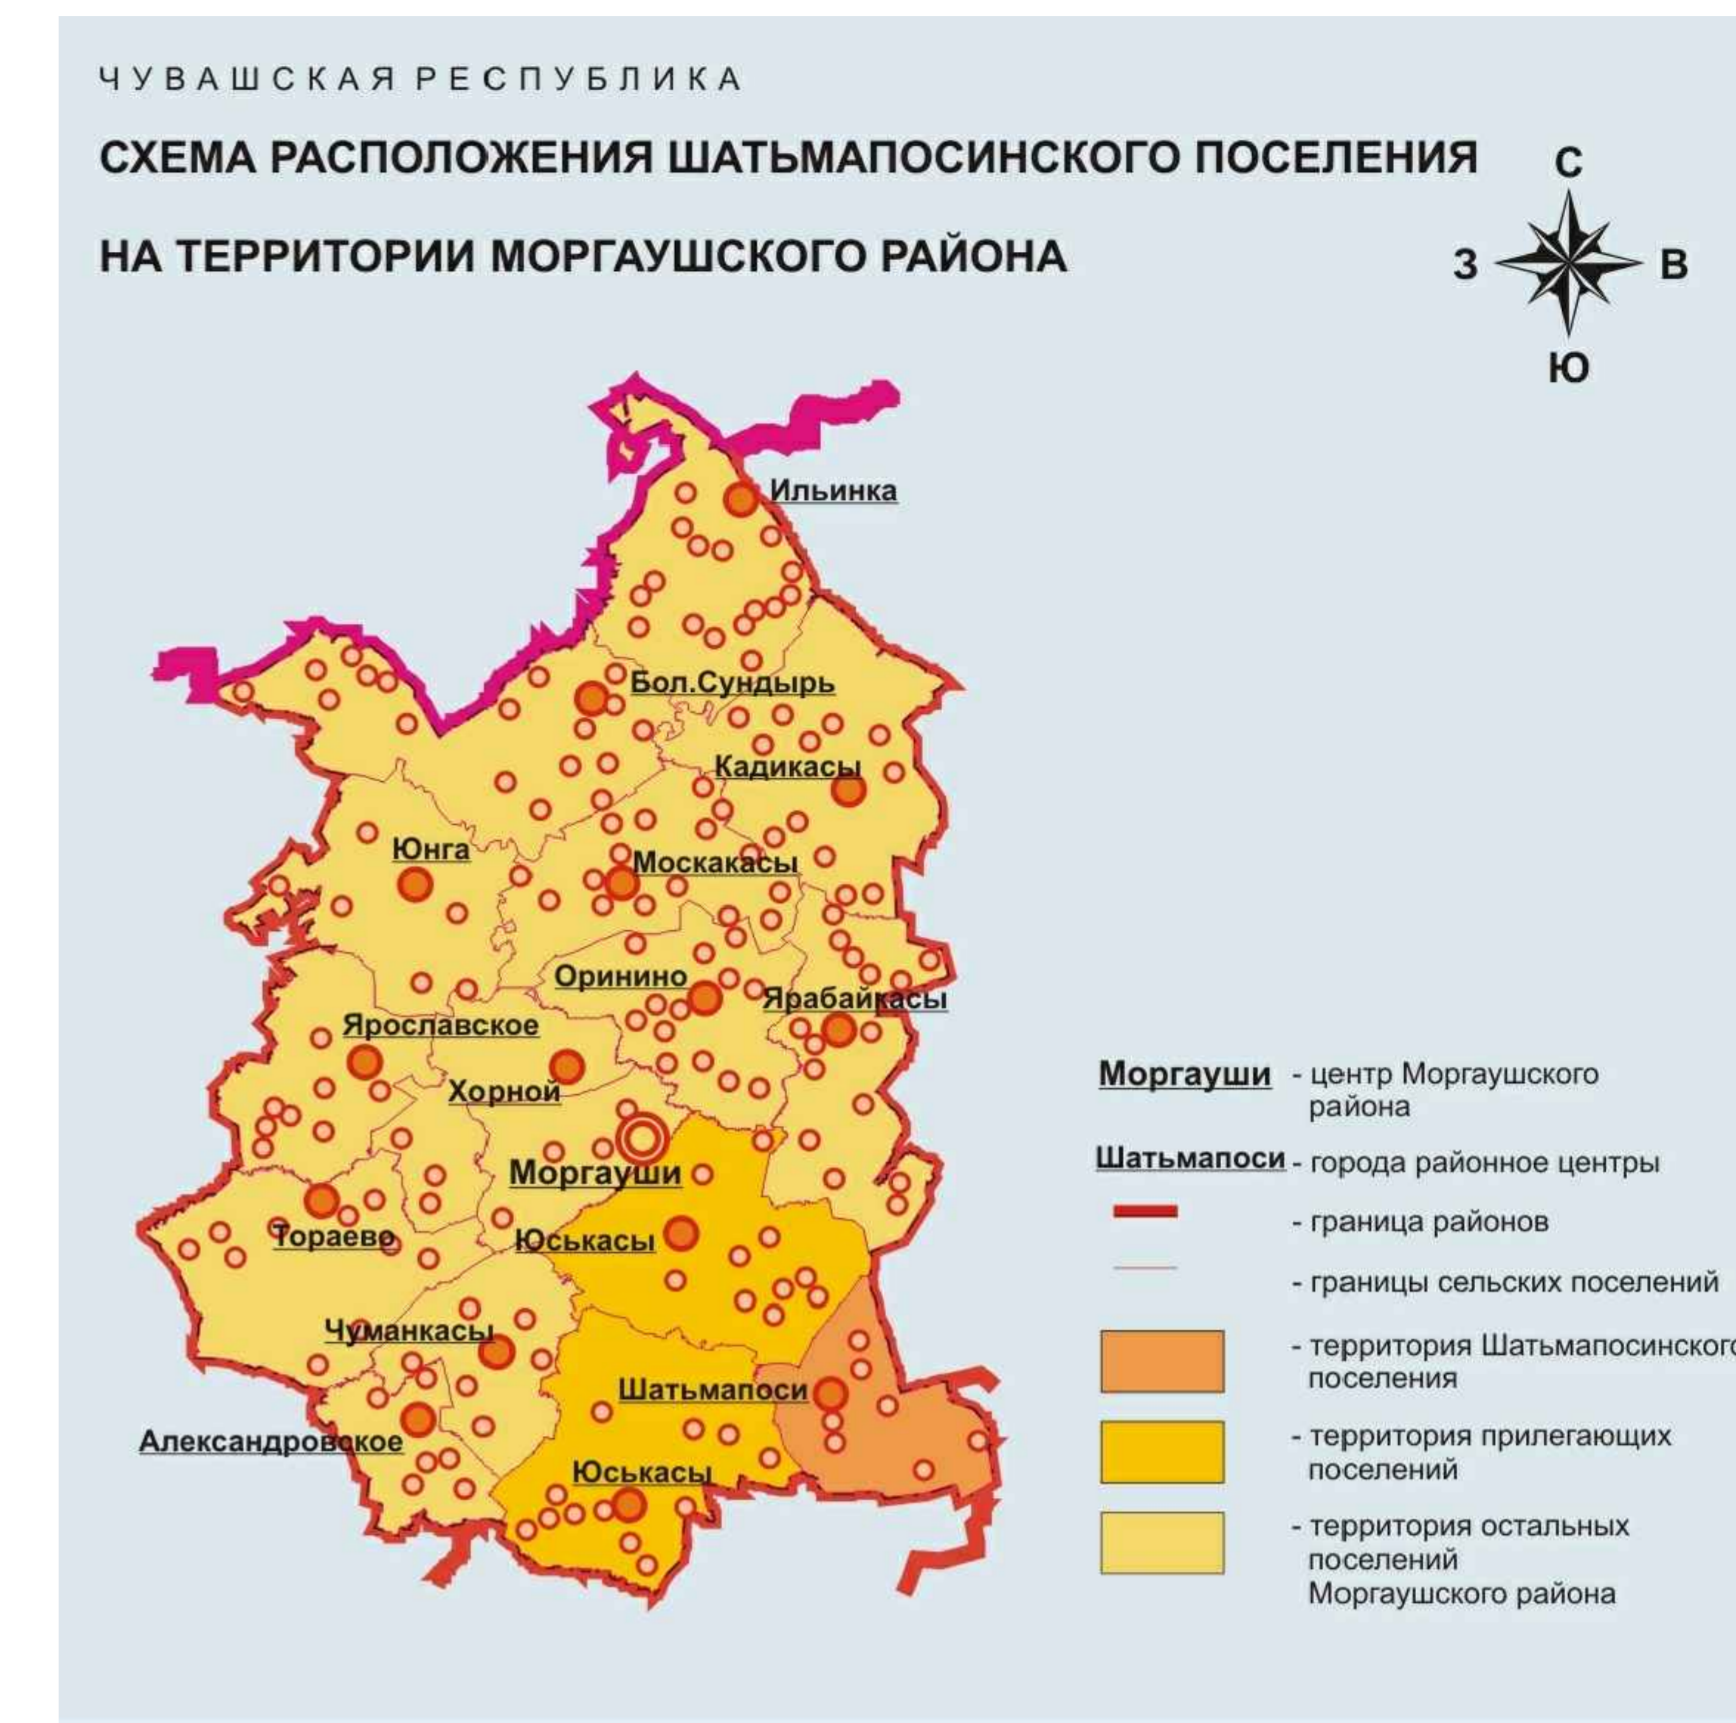 ЧУВАШСКАЯ РЕСПУБЛИКА
СХЕМА РАСПОЛОЖЕНИЯ ШАТЬМАПОСИНСКОГО ПОСЕЛЕНИЯ
НА ТЕРРИТОРИИ МОРГАУШСКОГО РАЙОНА
С
З
В
Ю
Ильинка
Бол.Сундырь
Кадикасы
Юнга
Москакасы
Оринино
Ярабайкасы
Ярославское
Хорной
Моргауши
Тораево
Юськасы
Чуманкасы
Шатьмапоси
Александровское
Юськасы
Моргауши - центр Моргаушского
района
Шатьмапоси - города районное центры
- граница районов
- границы сельских поселений
- территория Шатьмапосинского
поселения
- территория прилегающих
поселений
- территория остальных
поселений
Моргаушского района